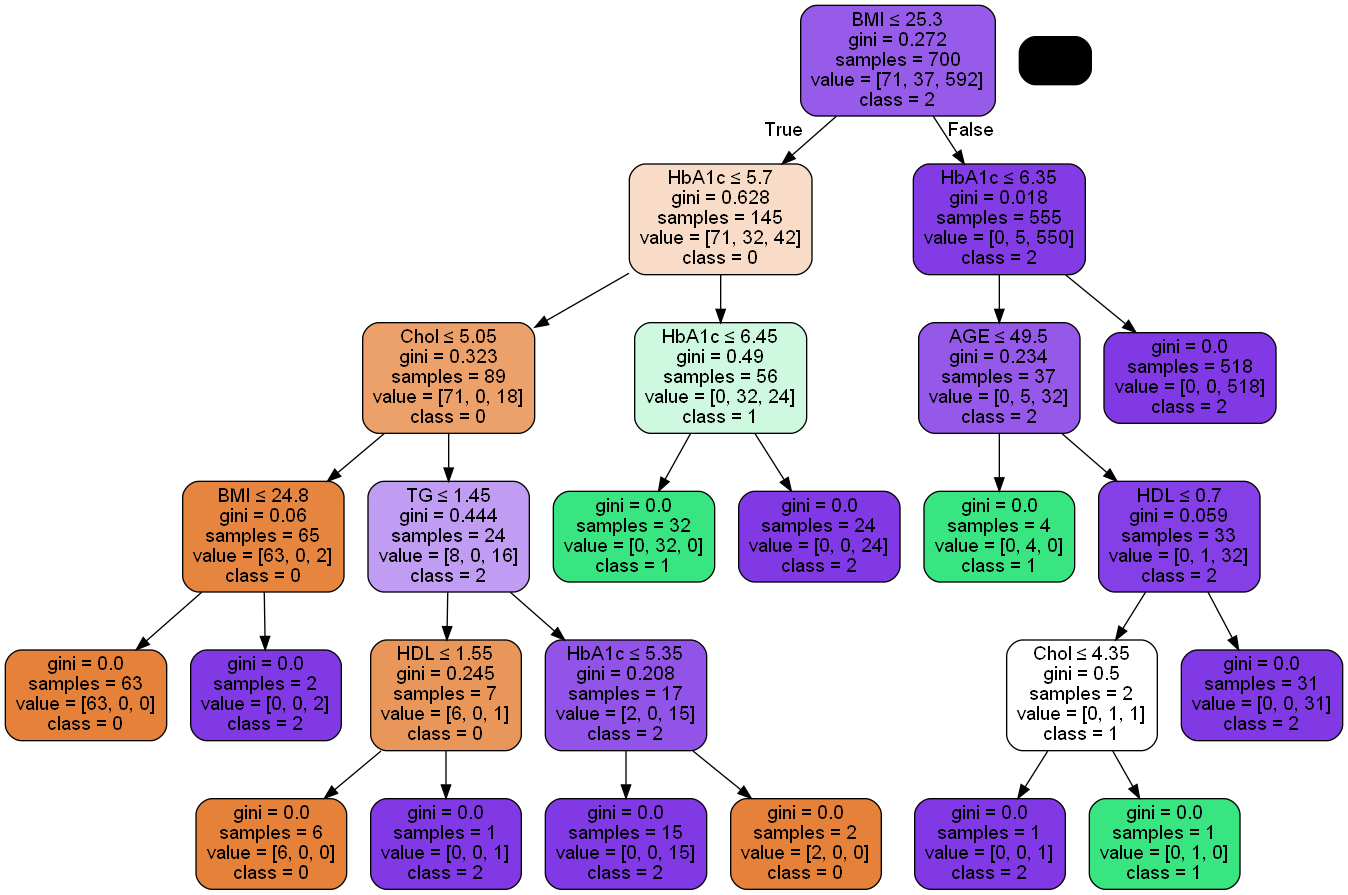 BMI ≤ 25.3
gini = 0.272
samples = 700
value = [71, 37, 592]
class = 2
True
False
HbA1c ≤ 5.7
gini = 0.628
samples = 145
value = [71, 32, 42]
class = 0
HbA1c ≤ 6.35
gini = 0.018
samples = 555
value = [0, 5, 550]
class = 2
Chol ≤ 5.05
gini = 0.323
samples = 89
value = [71, 0, 18]
class = 0
HbA1c ≤ 6.45
gini = 0.49
samples = 56
value = [0, 32, 24]
class = 1
AGE ≤ 49.5
gini = 0.234
samples = 37
value = [0, 5, 32]
class = 2
gini = 0.0
samples = 518
value = [0, 0, 518]
class = 2
BMI ≤ 24.8
gini = 0.06
samples = 65
value = [63, 0, 2]
class = 0
TG ≤ 1.45
gini = 0.444
samples = 24
value = [8, 0, 16]
class = 2
gini = 0.0
samples = 32
value = [0, 32, 0]
class = 1
gini = 0.0
samples = 24
value = [0, 0, 24]
class = 2
gini = 0.0
samples = 4
value = [0, 4, 0]
class = 1
HDL ≤ 0.7
gini = 0.059
samples = 33
value = [0, 1, 32]
class = 2
gini = 0.0
samples = 63
value = [63, 0, 0]
class = 0
gini = 0.0
samples = 2
value = [0, 0, 2]
class = 2
HDL ≤ 1.55
gini = 0.245
samples = 7
value = [6, 0, 1]
class = 0
HbA1c ≤ 5.35
gini = 0.208
samples = 17
value = [2, 0, 15]
class = 2
Chol ≤ 4.35
gini = 0.5
samples = 2
value = [0, 1, 1]
class = 1
gini = 0.0
samples = 31
value = [0, 0, 31]
class = 2
gini = 0.0
samples = 6
value = [6, 0, 0]
class = 0
gini = 0.0
samples = 1
value = [0, 0, 1]
class = 2
gini = 0.0
samples = 15
value = [0, 0, 15]
class = 2
gini = 0.0
samples = 2
value = [2, 0, 0]
class = 0
gini = 0.0
samples = 1
value = [0, 0, 1]
class = 2
gini = 0.0
samples = 1
value = [0, 1, 0]
class = 1